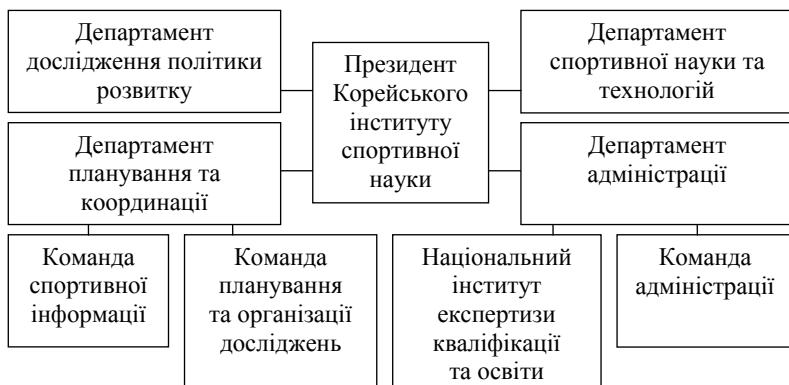 Департамент
дослідження політики
розвитку
Президент
Корейського
інституту
спортивної
науки
Департамент
спортивної науки та
технологій
Департамент
планування та
координації
Департамент
адміністрації
Команда
спортивної
інформації
Команда
планування
та організації
досліджень
Національний
інститут
експертизи
кваліфікації
та освіти
Команда
адміністрації